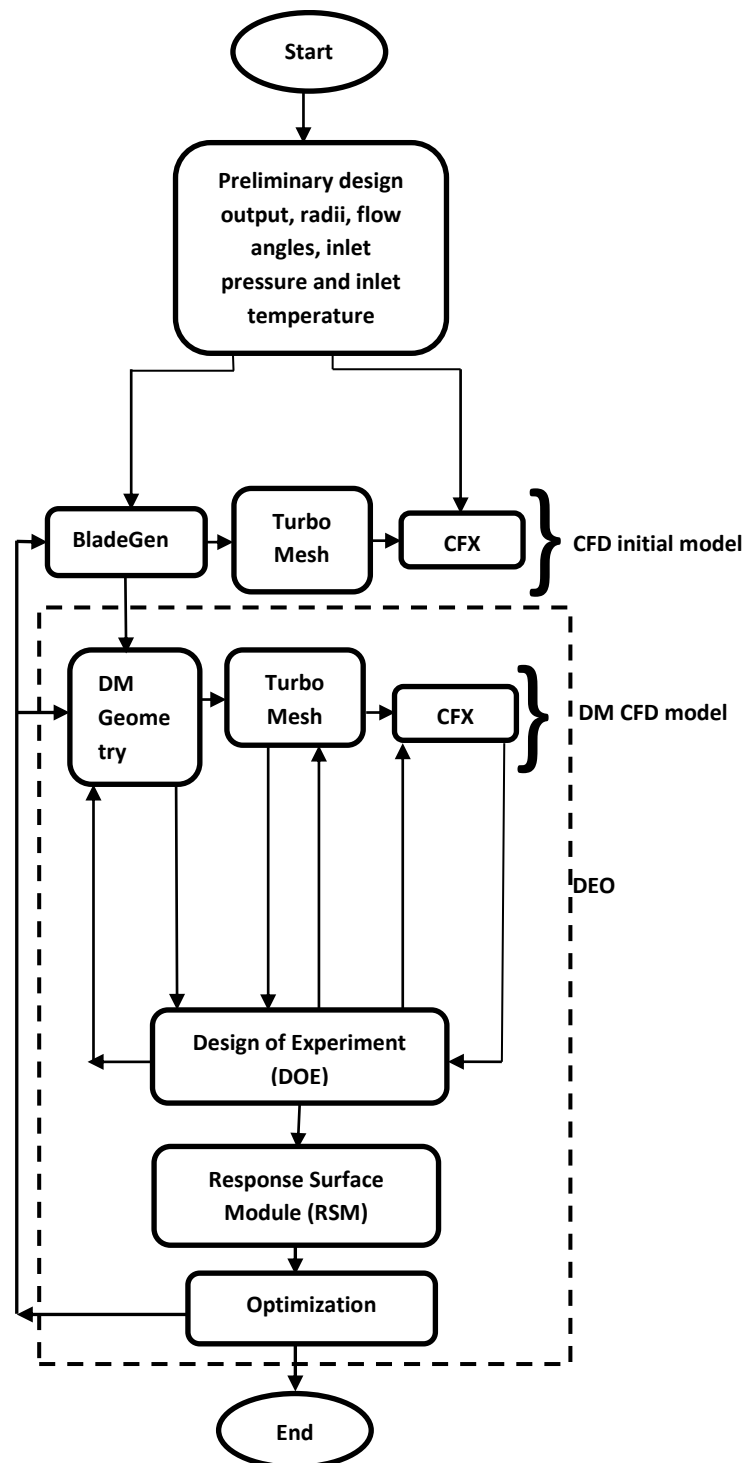 Start
Preliminary design
output, radii, flow
angles, inlet
pressure and inlet
temperature
BladeGen
Turbo
Mesh
CFX
CFD initial model
DM
Geome
try
Turbo
Mesh
CFX
DM CFD model
DEO
Design of Experiment
(DOE)
Response Surface
Module (RSM)
Optimization
End